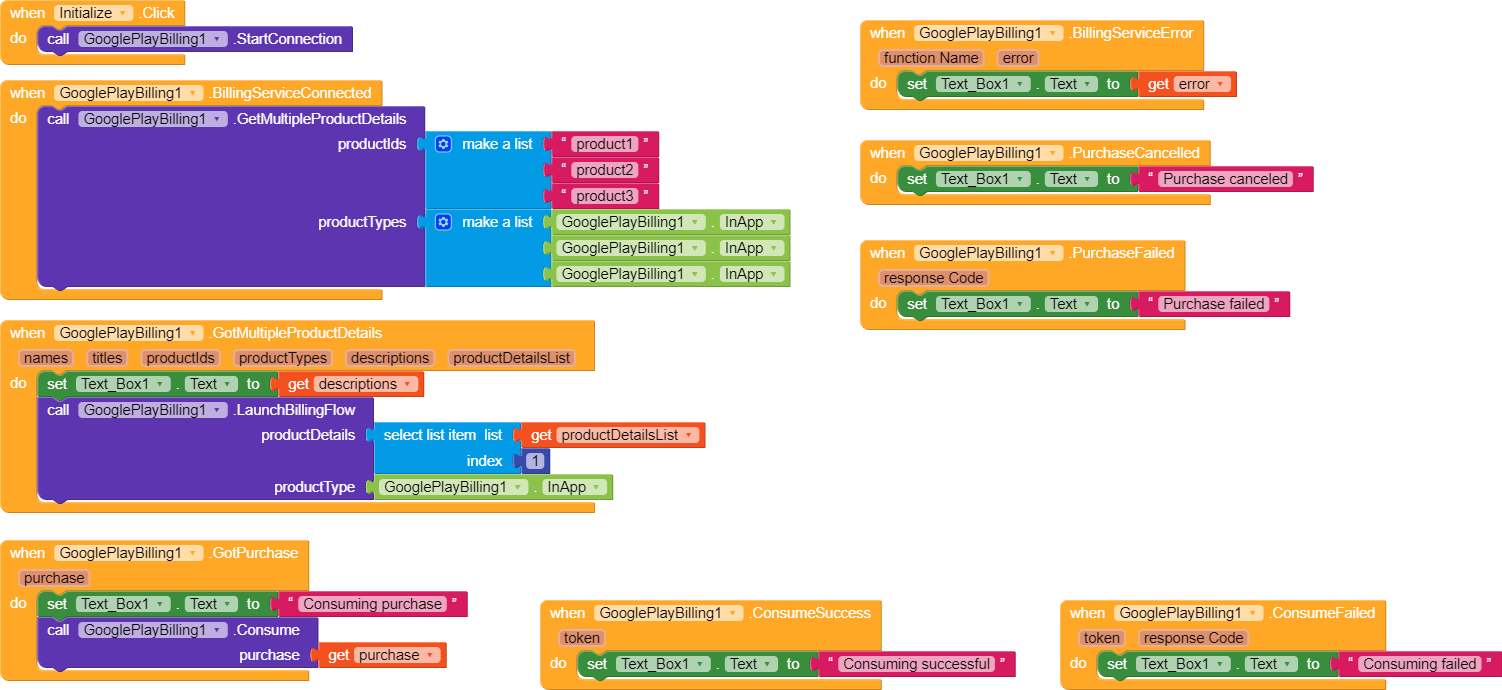 when Initialize .Click
do call GooglePlayBilling1 .StartConnection
when GooglePlayBilling1 .BillingServiceConnected
do call GooglePlayBilling1 .GetMultipleProductDetails
productIds make a list “ product1 ”
“ product2 ”
“ product3 ”
productTypes make a list GooglePlayBilling1 . InApp
GooglePlayBilling1 . InApp
GooglePlayBilling1 . InApp
when GooglePlayBilling1 .GotMultipleProductDetails
names titles productIds productTypes descriptions productDetailsList
do set Text_Box1 . Text to get descriptions
call GooglePlayBilling1 .LaunchBillingFlow
productDetails select list item list get productDetailsList
index 1
productType GooglePlayBilling1 . InApp
when GooglePlayBilling1 .GotPurchase
purchase
do set Text_Box1 . Text to “ Consuming purchase ”
call GooglePlayBilling1 .Consume
purchase get purchase
when GooglePlayBilling1 .BillingServiceError
function Name error
do set Text_Box1 . Text to get error
when GooglePlayBilling1 .PurchaseCancelled
do set Text_Box1 . Text to “ Purchase canceled ”
when GooglePlayBilling1 .PurchaseFailed
response Code
do set Text_Box1 . Text to “ Purchase failed ”
when GooglePlayBilling1 .ConsumeSuccess
token
do set Text_Box1 . Text to “ Consuming successful ”
when GooglePlayBilling1 .ConsumeFailed
token response Code
do set Text_Box1 . Text to “ Consuming failed ”